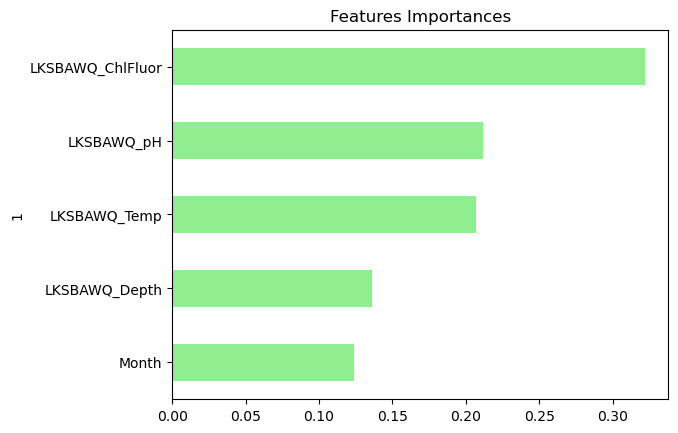 Features Importances
LKSBAWQ_ChlFluor
LKSBAWQ_pH
LKSBAWQ_Temp
LKSBAWQ_Depth
Month
1
0.00 0.05 0.10 0.15 0.20 0.25 0.30